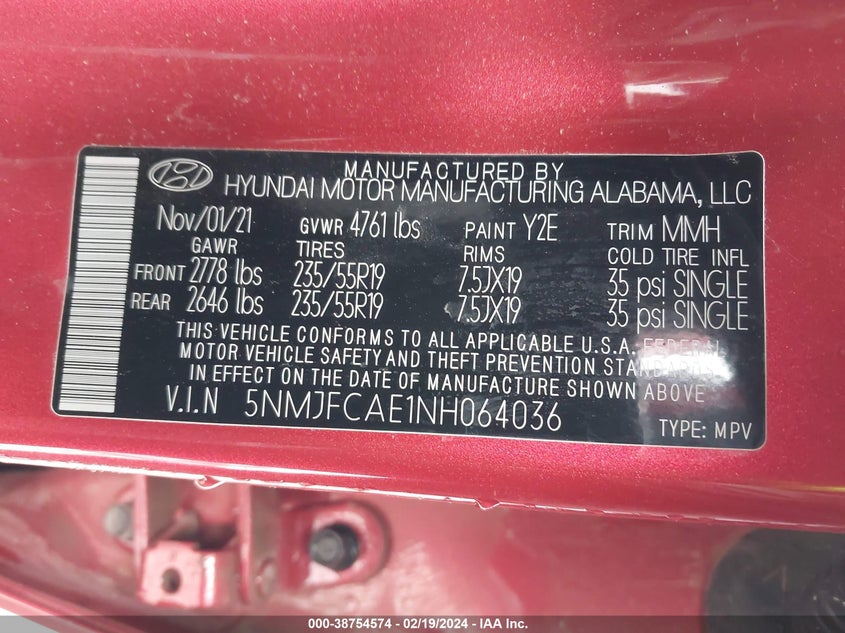 MANUFACTURED BY
HYUNDAI MOTOR MANUFACTURING ALABAMA, LLC
Nov/01/21 GVWR 4761 lbs PAINT Y2E TRIM MMH
GAWR TIRES RIMS COLD TIRE INFL
FRONT 2778 lbs 235/55R19 7.5JX19 35 psi SINGLE
REAR 2646 lbs 235/55R19 7.5JX19 35 psi SINGLE
THIS VEHICLE CONFORMS TO ALL APPLICABLE U.S.A. FEDERAL
MOTOR VEHICLE SAFETY AND THEFT PREVENTION STANDARDS
IN EFFECT ON THE DATE OF MANUFACTURE SHOWN ABOVE
V.I.N 5NMJFCAE1NH064036 TYPE: MPV
000-38754574 - 02/19/2024 - IAA Inc.